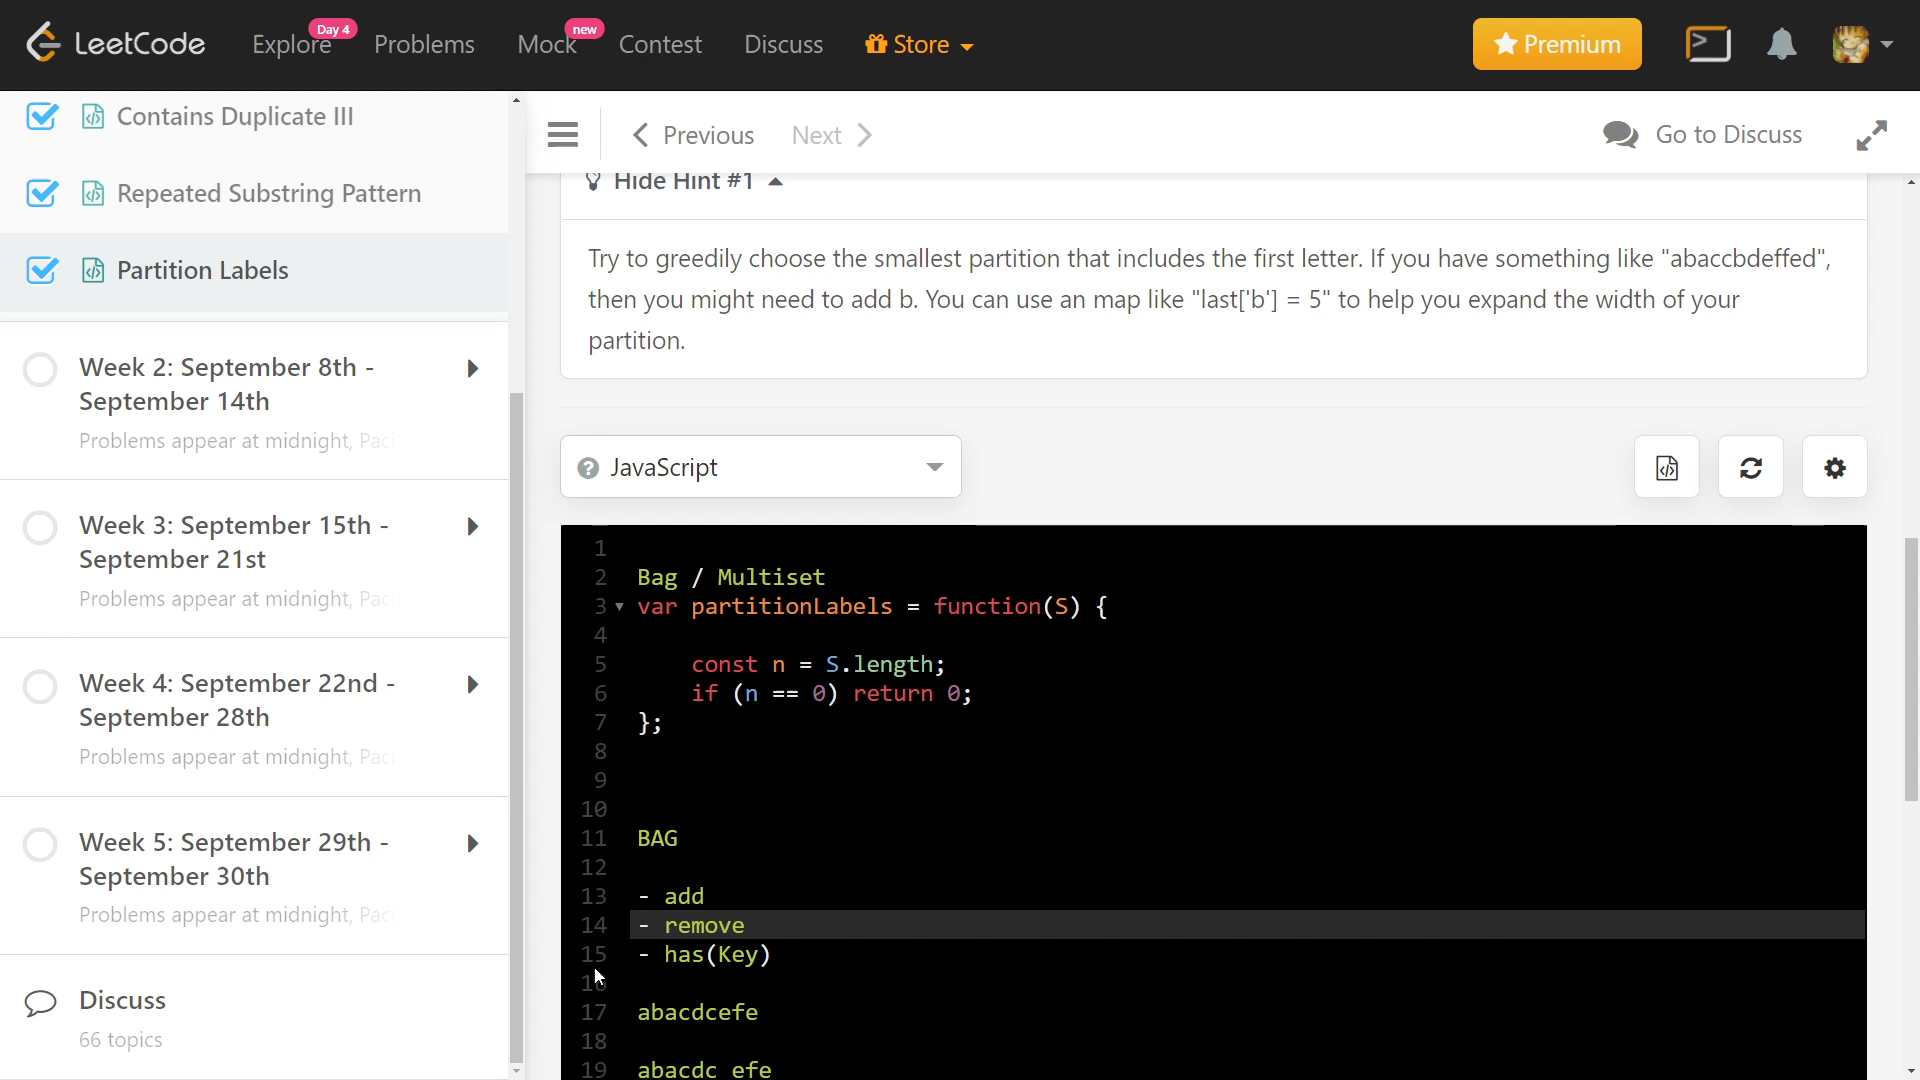 LeetCode
Explore
Day 4
Problems
Mock
new
Contest
Discuss
Store
Premium
Contains Duplicate III
Repeated Substring Pattern
Partition Labels
Week 2: September 8th -
September 14th
Problems appear at midnight, Paci
Week 3: September 15th -
September 21st
Problems appear at midnight, Paci
Week 4: September 22nd -
September 28th
Problems appear at midnight, Paci
Week 5: September 29th -
September 30th
Problems appear at midnight, Paci
Discuss
66 topics
Previous
Next
Go to Discuss
Hide Hint #1
Try to greedily choose the smallest partition that includes the first letter. If you have something like "abaccbdeffed",
then you might need to add b. You can use an map like "last['b'] = 5" to help you expand the width of your
partition.
JavaScript
1
2 Bag / Multiset
3 var partitionLabels = function(S) {
4
5 const n = S.length;
6 if (n == 0) return 0;
7 };
8
9
10
11 BAG
12
13 - add
14 - remove
15 - has(Key)
16
17 abacdcefe
18
19 abacdc efe